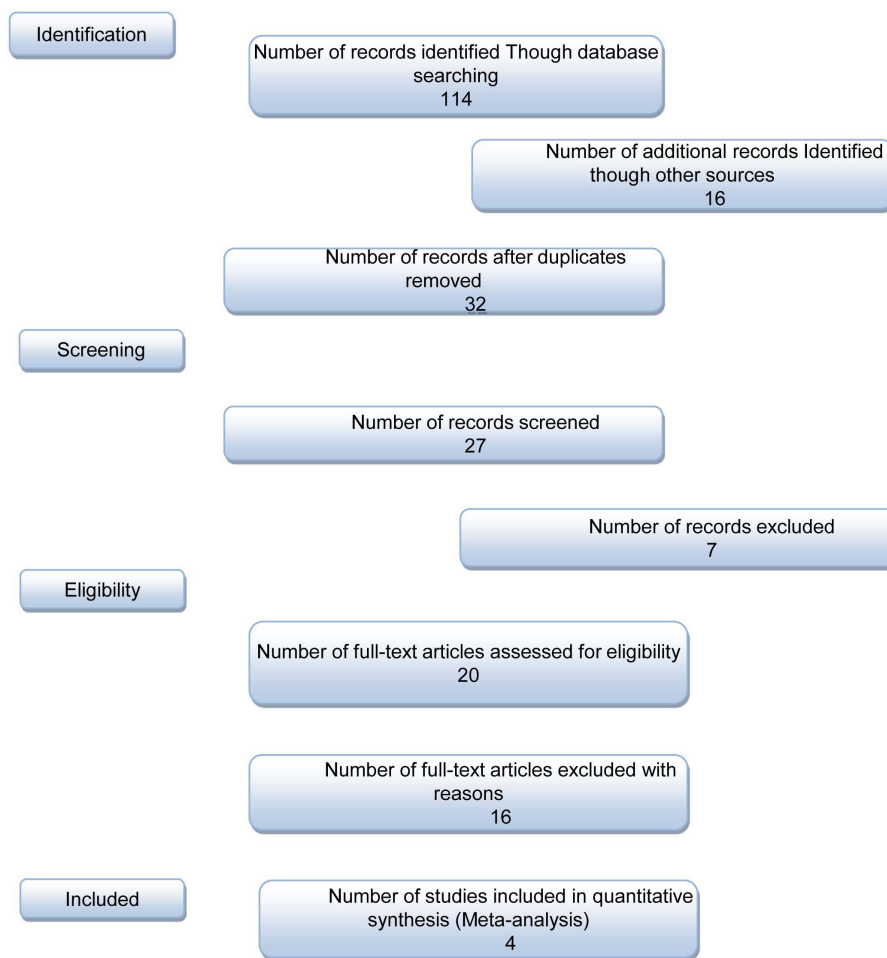 Identification
Number of records identified Though database
searching
114
Number of additional records Identified
though other sources
16
Number of records after duplicates
removed
32
Screening
Number of records screened
27
Number of records excluded
7
Eligibility
Number of full-text articles assessed for eligibility
20
Number of full-text articles excluded with
reasons
16
Included
Number of studies included in quantitative
synthesis (Meta-analysis)
4